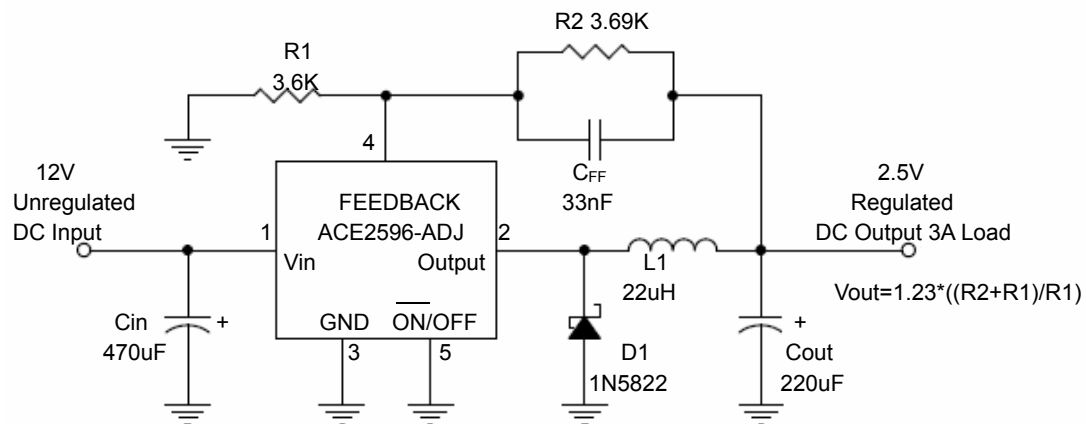 R2 3.69K
R1
3.6K
4
C_FF
33nF
12V
Unregulated
DC Input
1
FEEDBACK
ACE2596-ADJ
Vin
Output
2
GND
ON/OFF
3
5
L1
22uH
2.5V
Regulated
DC Output 3A Load
Vout=1.23*((R2+R1)/R1)
Cin
470uF
+
D1
1N5822
+
Cout
220uF